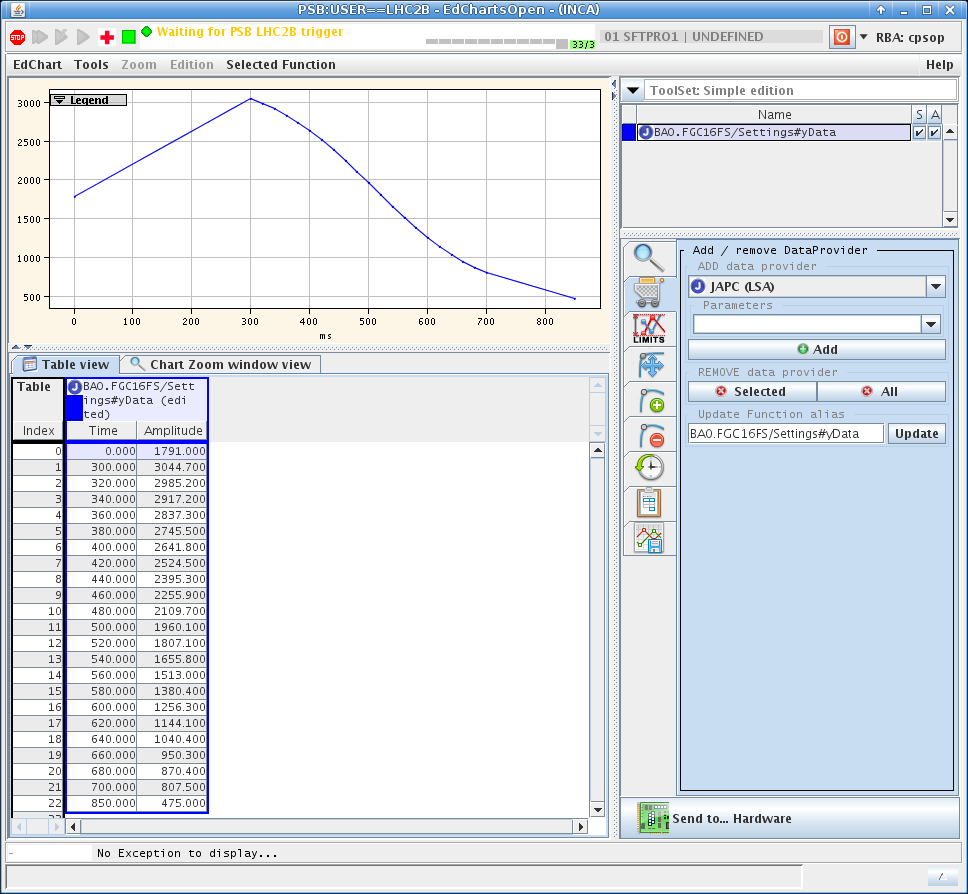 PSB:USER==LHC2B - EdChartsOpen - (INCA)
STOP
Waiting for PSB LHC2B trigger
33/3
01 SFTPRO1 | UNDEFINED
RBA: cpsop
EdChart Tools Zoom Edition Selected Function Help
Legend
3000
2500
2000
1500
1000
500
0 100 200 300 400 500 600 700 800
ms
ToolSet: Simple edition
Name S A
J BA0.FGC16FS/Settings#yData
LIMITS
Add / remove DataProvider
ADD data provider
J JAPC (LSA)
Parameters
Add
REMOVE data provider
Selected All
Update Function alias
BA0.FGC16FS/Settings#yData Update
Send to... Hardware
Table view Chart Zoom window view
Table
J BA0.FGC16FS/Sett
ings#yData (edi
ted)
Index Time Amplitude
0 0.000 1791.000
1 300.000 3044.700
2 320.000 2985.200
3 340.000 2917.200
4 360.000 2837.300
5 380.000 2745.500
6 400.000 2641.800
7 420.000 2524.500
8 440.000 2395.300
9 460.000 2255.900
10 480.000 2109.700
11 500.000 1960.100
12 520.000 1807.100
13 540.000 1655.800
14 560.000 1513.000
15 580.000 1380.400
16 600.000 1256.300
17 620.000 1144.100
18 640.000 1040.400
19 660.000 950.300
20 680.000 870.400
21 700.000 807.500
22 850.000 475.000
- No Exception to display...